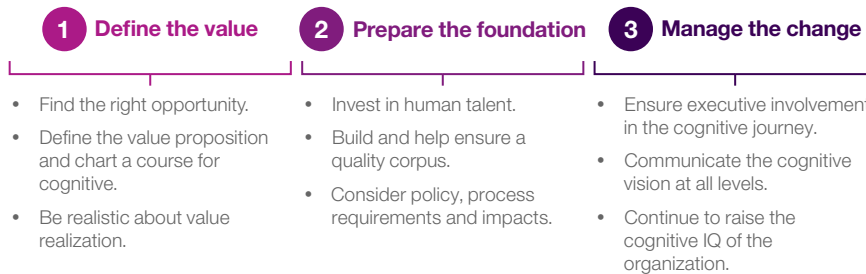 1 Define the value
• Find the right opportunity.
• Define the value proposition
and chart a course for
cognitive.
• Be realistic about value
realization.
2 Prepare the foundation
• Invest in human talent.
• Build and help ensure a
quality corpus.
• Consider policy, process
requirements and impacts.
3 Manage the change
• Ensure executive involvement
in the cognitive journey.
• Communicate the cognitive
vision at all levels.
• Continue to raise the
cognitive IQ of the
organization.